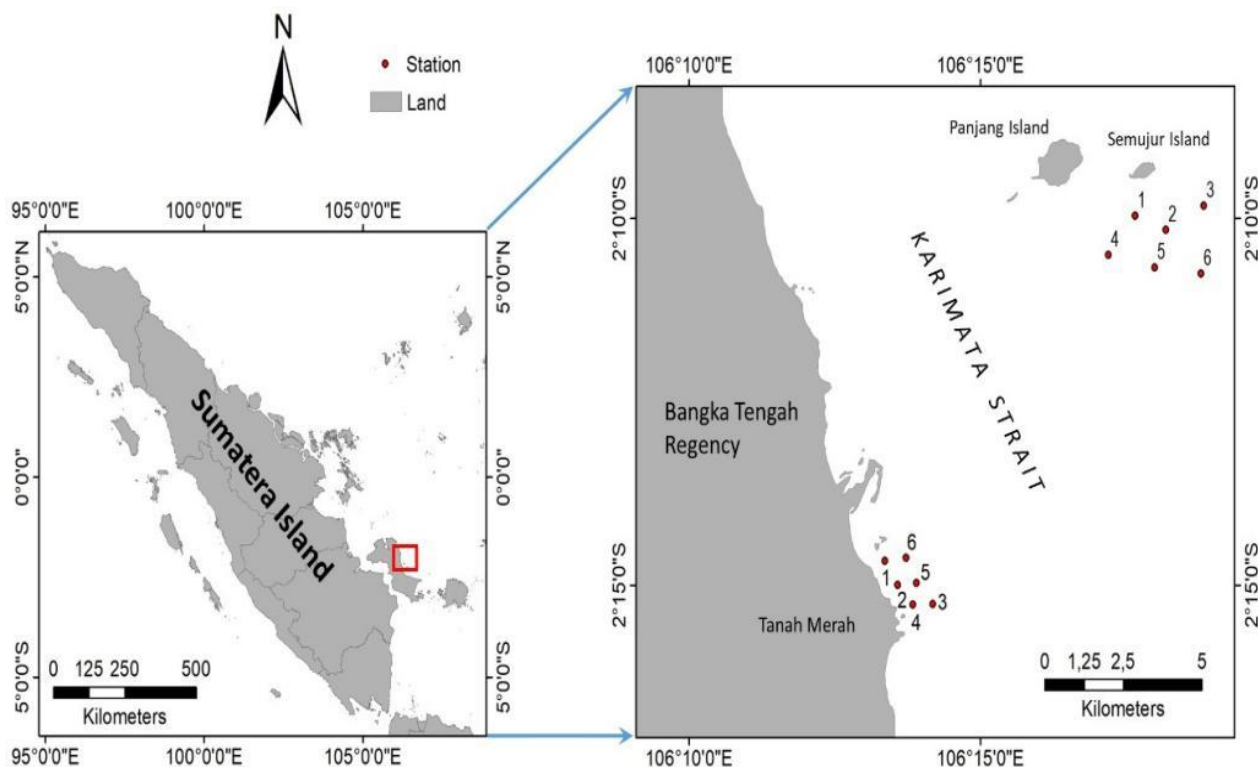 N
Station
Land
95°0'0"E 100°0'0"E 105°0'0"E
5°0'0"N
0°0'0"
5°0'0"S
5°0'0"N
0°0'0"
5°0'0"S
Sumatera Island
0 125 250 500
Kilometers
95°0'0"E 100°0'0"E 105°0'0"E
106°10'0"E 106°15'0"E
Panjang Island
Semujur Island
2°10'0"S
2°10'0"S
1
2
3
4
5
6
KARIMATA STRAIT
Bangka Tengah
Regency
6
1
5
2
3
4
Tanah Merah
2°15'0"S
2°15'0"S
0 1,25 2,5 5
Kilometers
106°10'0"E 106°15'0"E